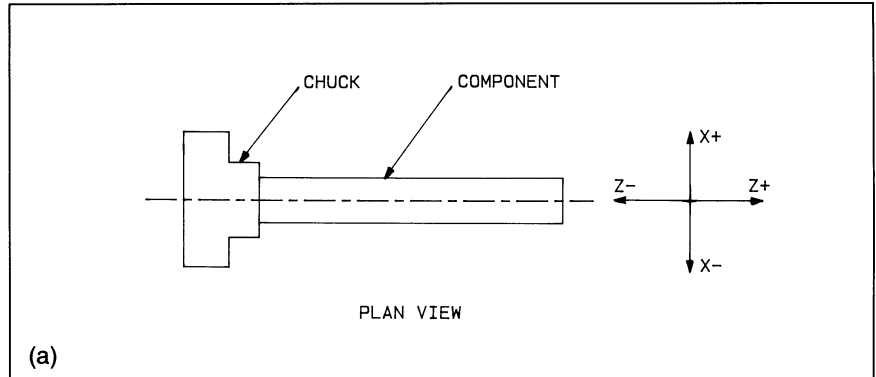 CHUCK
COMPONENT
X+
Z-
Z+
X-
PLAN VIEW
(a)